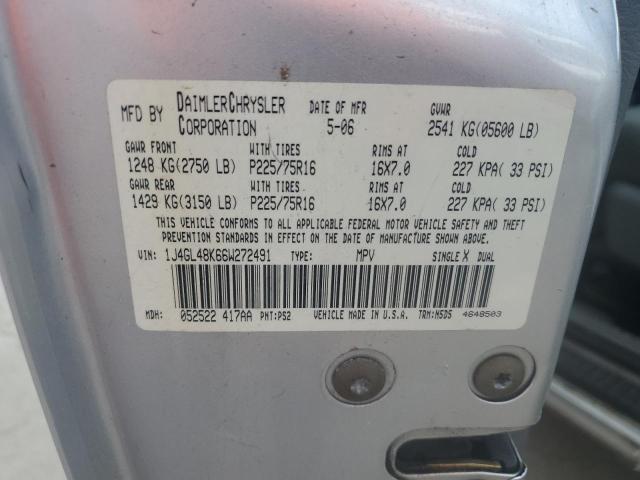 MFD BY DAIMLERCHRYSLER CORPORATION DATE OF MFR 5-06 GVWR 2541 KG(05600 LB)
GAWR FRONT WITH TIRES RIMS AT COLD
1248 KG(2750 LB) P225/75R16 16X7.0 227 KPA( 33 PSI)
GAWR REAR WITH TIRES RIMS AT COLD
1429 KG(3150 LB) P225/75R16 16X7.0 227 KPA( 33 PSI)
THIS VEHICLE CONFORMS TO ALL APPLICABLE FEDERAL MOTOR VEHICLE SAFETY AND THEFT
PREVENTION STANDARDS IN EFFECT ON THE DATE OF MANUFACTURE SHOWN ABOVE.
VIN: 1J4GL48K66W272491 TYPE: MPV SINGLE X DUAL
MDH: 052522 417AA PNT:PS2 VEHICLE MADE IN U.S.A. TRM:M5D5 4648503